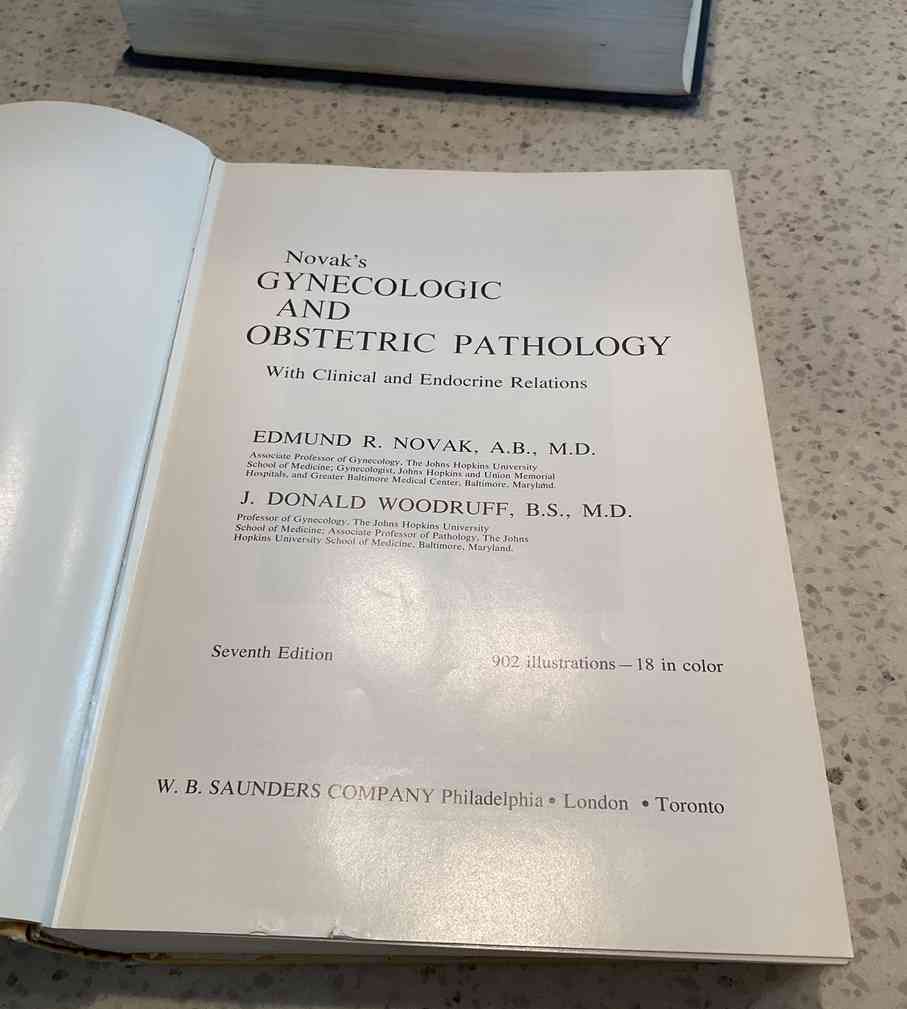 Novak's
GYNECOLOGIC
AND
OBSTETRIC PATHOLOGY
With Clinical and Endocrine Relations
EDMUND R. NOVAK, A.B., M.D.
Associate Professor of Gynecology, The Johns Hopkins University
School of Medicine; Gynecologist, Johns Hopkins and Union Memorial
Hospitals, and Greater Baltimore Medical Center, Baltimore, Maryland.
J. DONALD WOODRUFF, B.S., M.D.
Professor of Gynecology, The Johns Hopkins University
School of Medicine; Associate Professor of Pathology, The Johns
Hopkins University School of Medicine, Baltimore, Maryland.
Seventh Edition 902 illustrations—18 in color
W. B. SAUNDERS COMPANY Philadelphia • London • Toronto